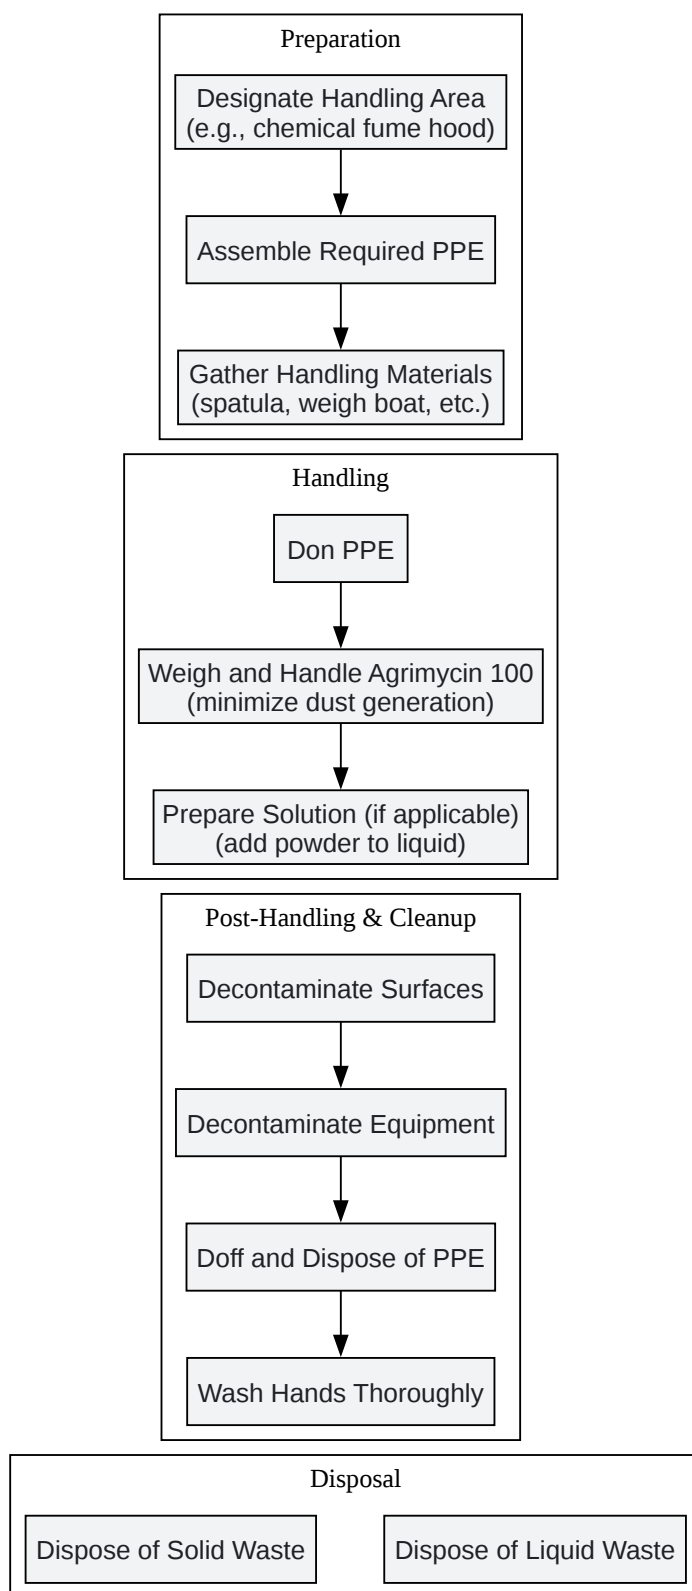 Preparation
Designate Handling Area
(e.g., chemical fume hood)
Assemble Required PPE
Gather Handling Materials
(spatula, weigh boat, etc.)
Handling
Don PPE
Weigh and Handle Agrimycin 100
(minimize dust generation)
Prepare Solution (if applicable)
(add powder to liquid)
Post-Handling & Cleanup
Decontaminate Surfaces
Decontaminate Equipment
Doff and Dispose of PPE
Wash Hands Thoroughly
Disposal
Dispose of Solid Waste
Dispose of Liquid Waste